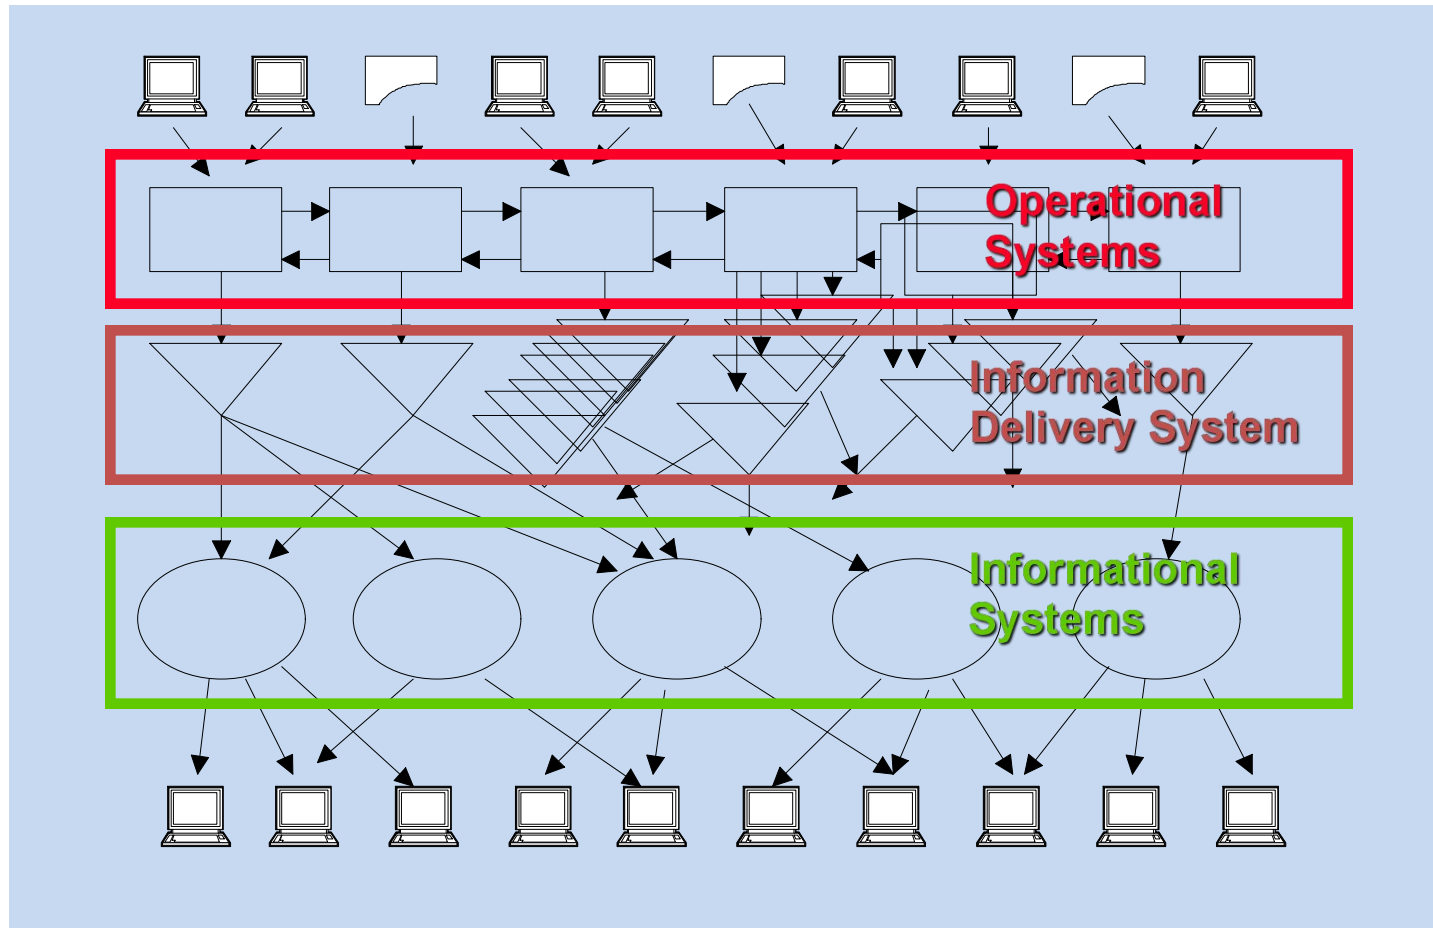 Operational
Systems
Information
Delivery System
Informational
Systems